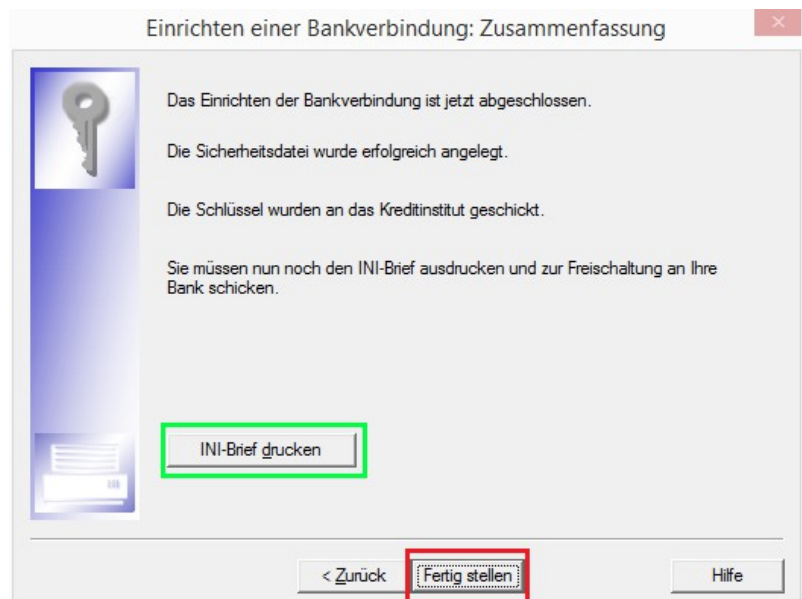 Einrichten einer Bankverbindung: Zusammenfassung
Das Einrichten der Bankverbindung ist jetzt abgeschlossen.
Die Sicherheitsdatei wurde erfolgreich angelegt.
Die Schlüssel wurden an das Kreditinstitut geschickt.
Sie müssen nun noch den INI-Brief ausdrucken und zur Freischaltung an Ihre
Bank schicken.
INI-Brief drucken
< Zurück
Fertig stellen
Hilfe